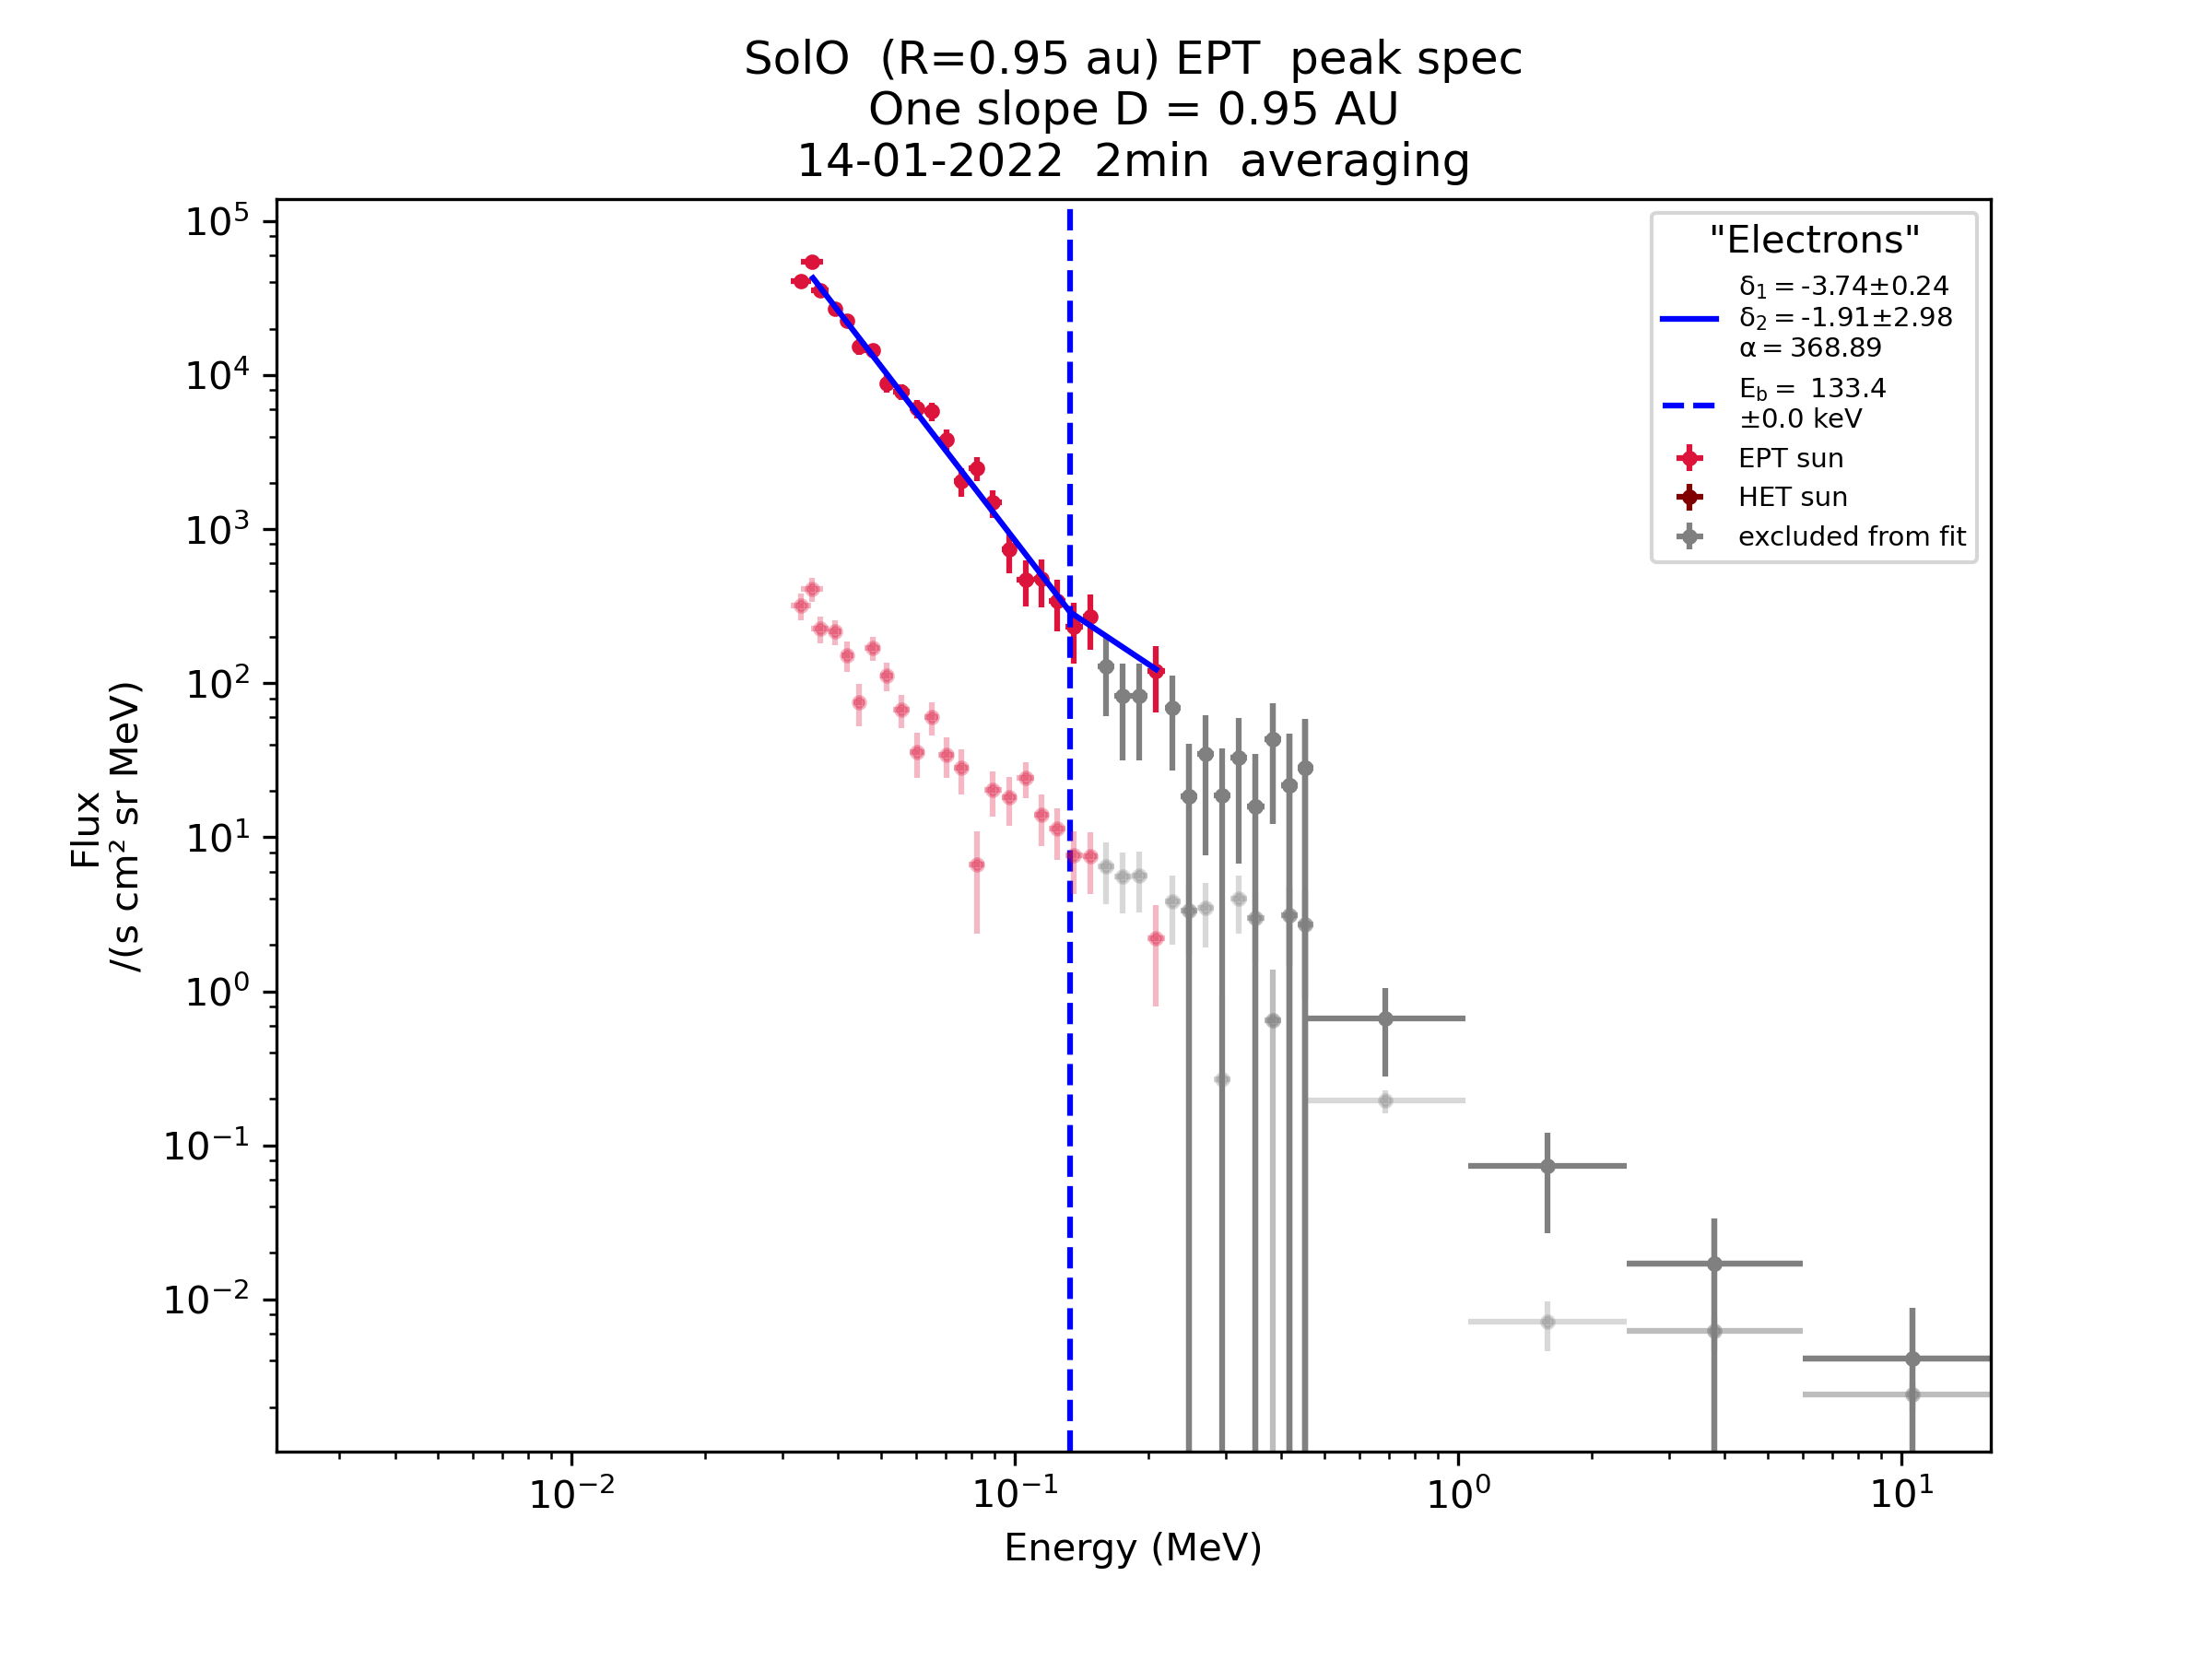 SolO  (R=0.95 au) EPT  peak spec
One slope D = 0.95 AU
14-01-2022  2min  averaging
10⁵
10⁴
10³
10²
10¹
10⁰
10⁻¹
10⁻²
Flux
/(s cm² sr MeV)
"Electrons"
δ₁ = -3.74±0.24
δ₂ = -1.91±2.98
α = 368.89
E_b = 133.4
±0.0 keV
EPT sun
HET sun
excluded from fit
10⁻²
10⁻¹
10⁰
10¹
Energy (MeV)